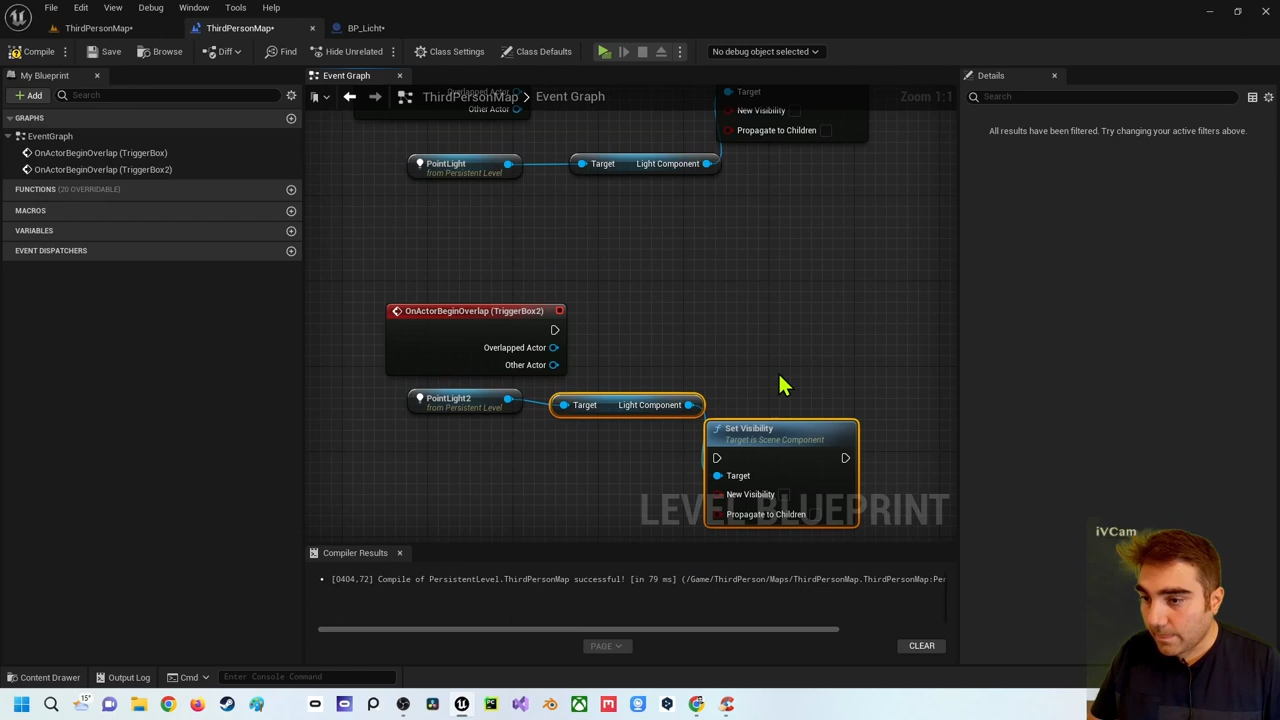 File Edit Asset View Debug Window Tools Help
ThirdPersonMap• ThirdPersonMap• BP_Licht•
Compile Save Browse Diff Find Hide Unrelated Class Settings Class Defaults No debug object selected
My Blueprint Event Graph Details
Add Search ThirdPersonMap > Event Graph Zoom 1:1 Search
GRAPHS
EventGraph
OnActorBeginOverlap (TriggerBox)
OnActorBeginOverlap (TriggerBox2)
FUNCTIONS (20 OVERRIDABLE)
MACROS
VARIABLES
EVENT DISPATCHERS
All results have been filtered. Try changing your active filters above.
Overlapped Actor
Other Actor
Target
New Visibility
Propagate to Children
PointLight
from Persistent Level
Target Light Component
OnActorBeginOverlap (TriggerBox2)
Overlapped Actor
Other Actor
PointLight2
from Persistent Level
Target Light Component
Set Visibility
Target is Scene Component
Target
New Visibility
Propagate to Children
LEVEL BLUEPRINT
Compiler Results
[0404.72] Compile of PersistentLevel.ThirdPersonMap successful! [in 79 ms] (/Game/ThirdPerson/Maps/ThirdPersonMap.ThirdPersonMap:Per
PAGE CLEAR
Content Drawer Output Log Cmd Enter Console Command
iVCam
15°